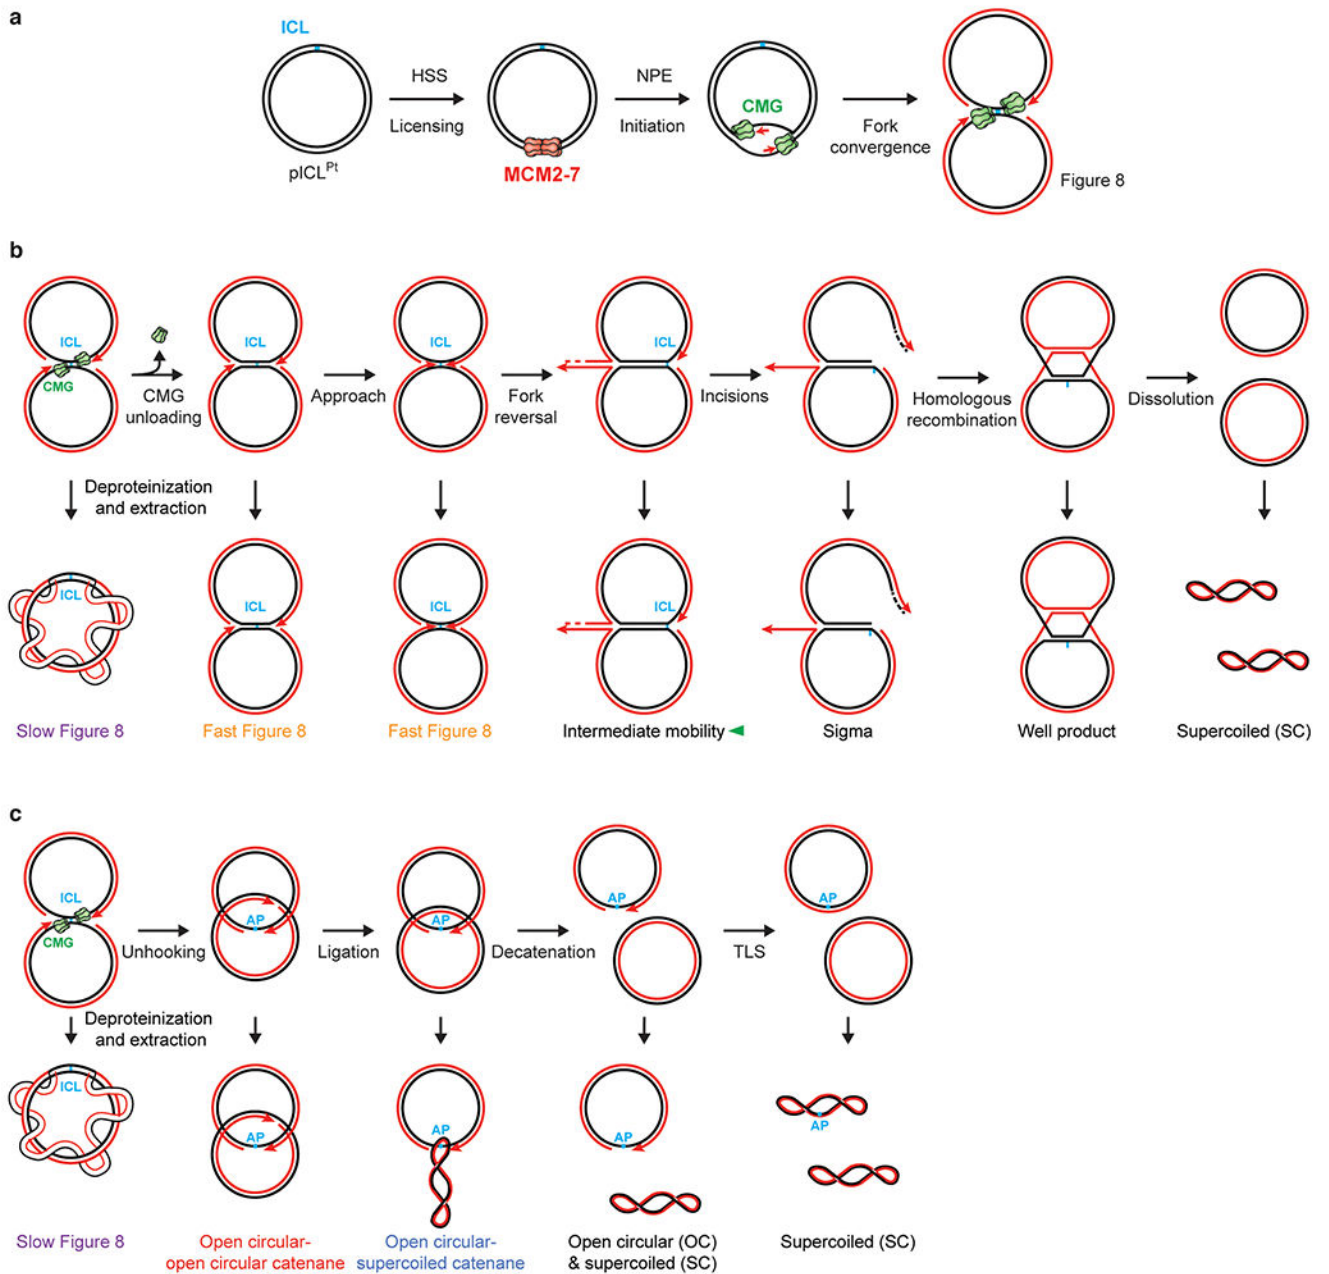 a
ICL
HSS
Licensing
NPE
Initiation
CMG
Fork
convergence
pICL^Pt
MCM2-7
Figure 8
b
ICL
CMG
CMG
unloading
ICL
Approach
ICL
Fork
reversal
ICL
Incisions
Homologous
recombination
Dissolution
Deproteinization
and extraction
ICL
ICL
ICL
ICL
Slow Figure 8
Fast Figure 8
Fast Figure 8
Intermediate mobility
Sigma
Well product
Supercoiled (SC)
c
ICL
CMG
Unhooking
AP
Ligation
AP
Decatenation
AP
TLS
AP
Deproteinization
and extraction
ICL
AP
AP
AP
AP
Slow Figure 8
Open circular-
open circular catenane
Open circular-
supercoiled catenane
Open circular (OC)
& supercoiled (SC)
Supercoiled (SC)